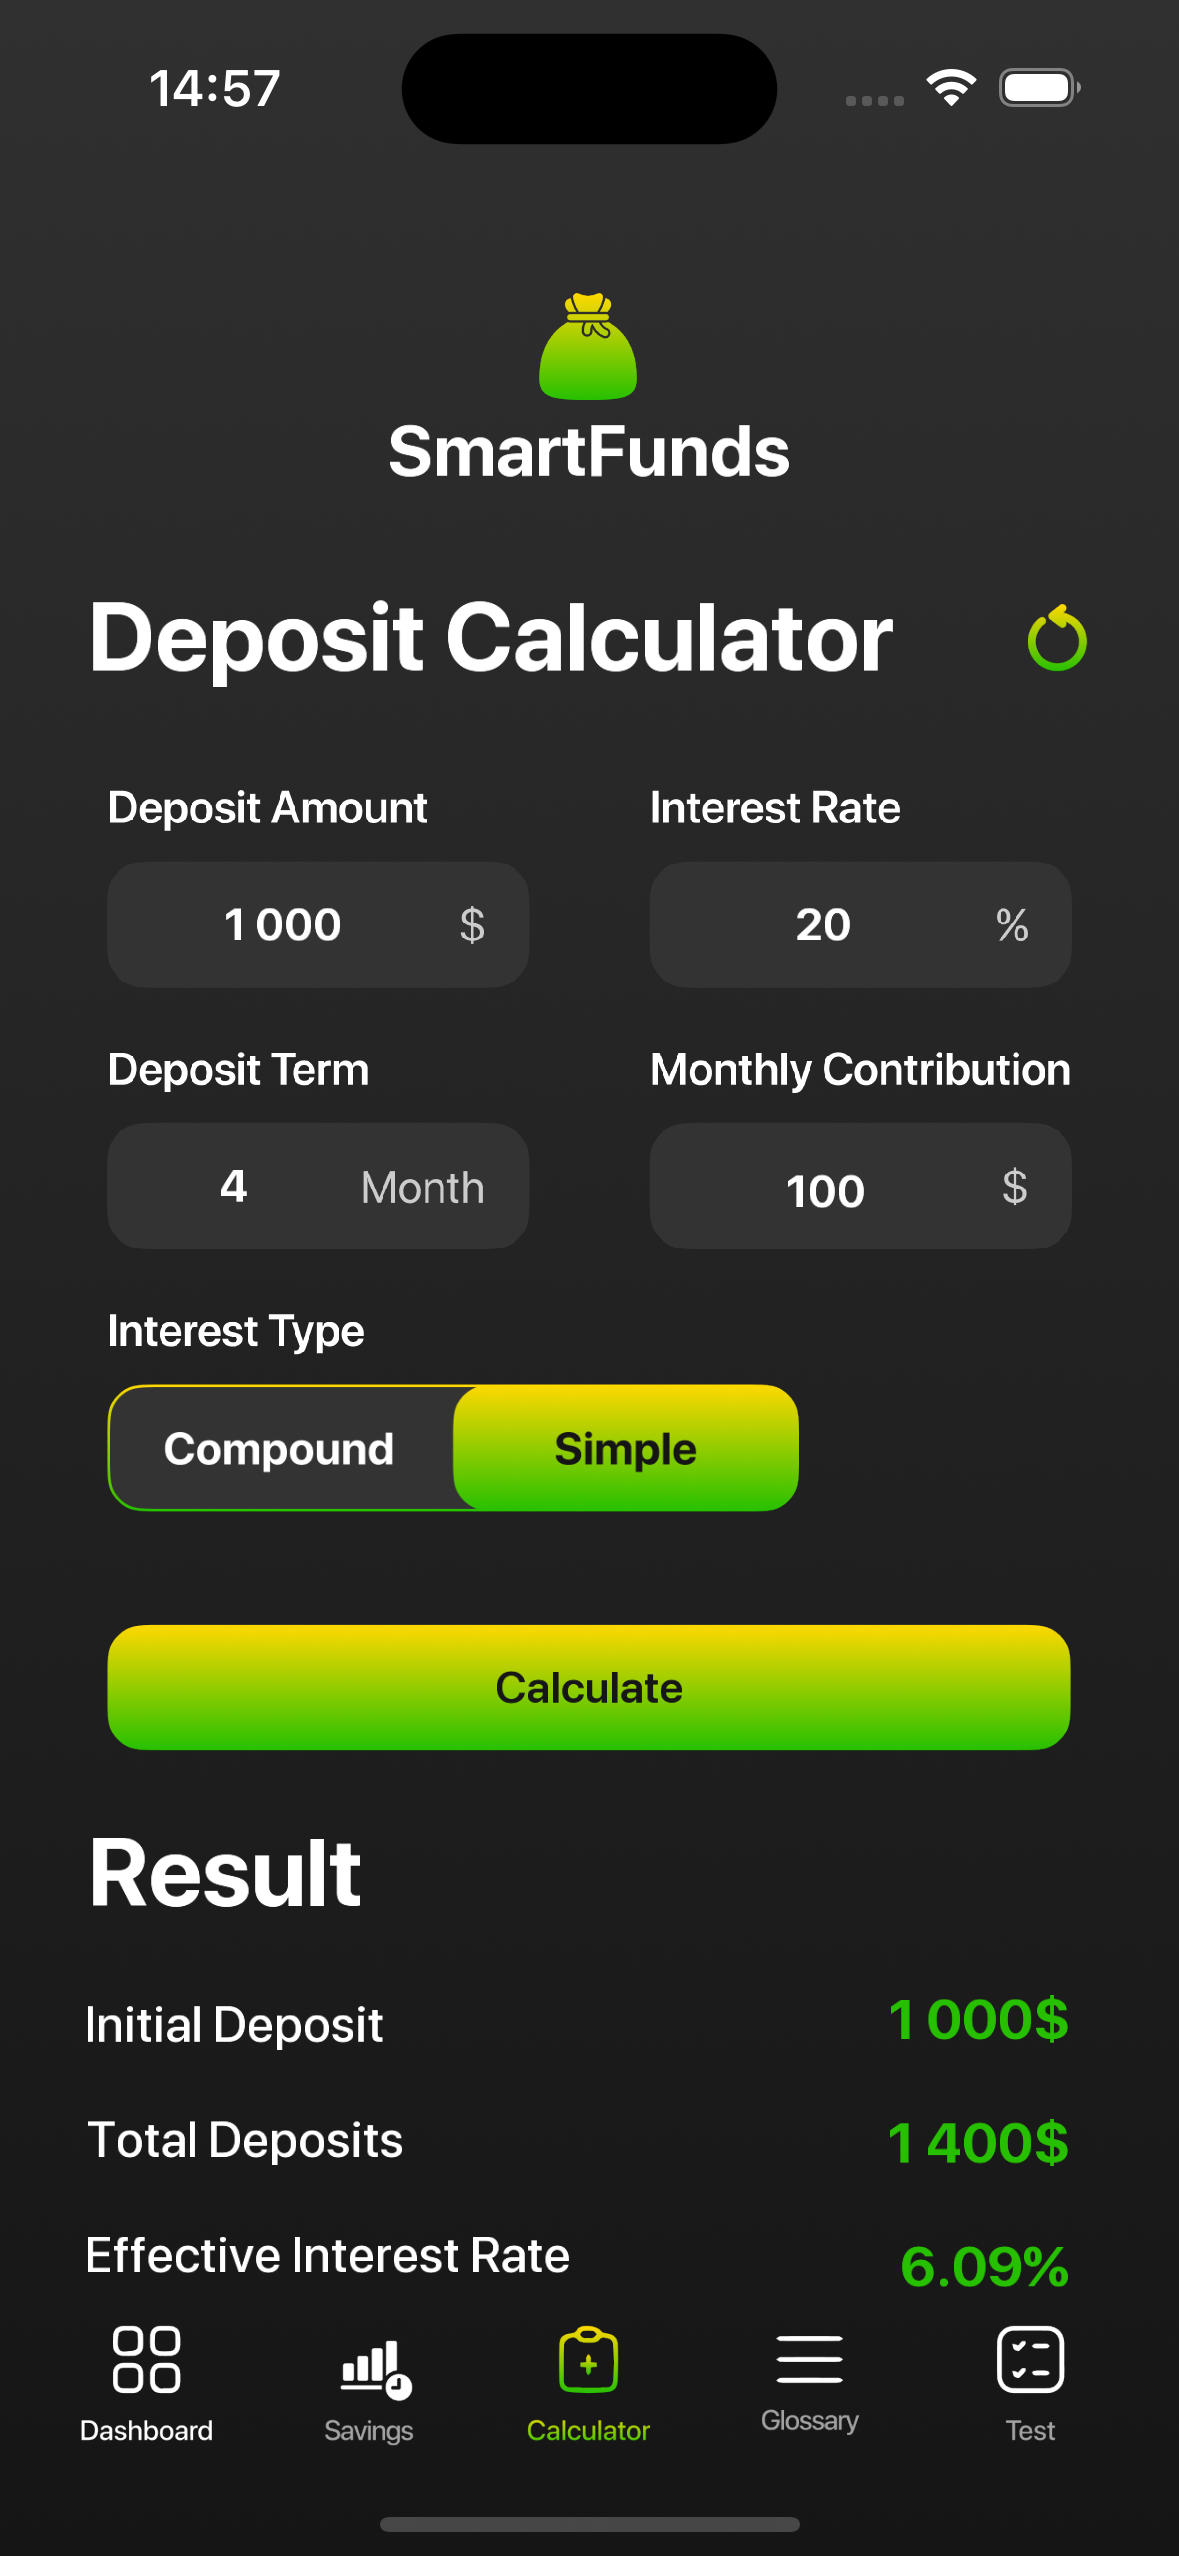 14:57
SmartFunds
Deposit Calculator
Deposit Amount
Interest Rate
1 000 $
20 %
Deposit Term
Monthly Contribution
4 Month
100 $
Interest Type
Compound
Simple
Calculate
Result
Initial Deposit
1 000$
Total Deposits
1 400$
Effective Interest Rate
6.09%
Dashboard
Savings
Calculator
Glossary
Test